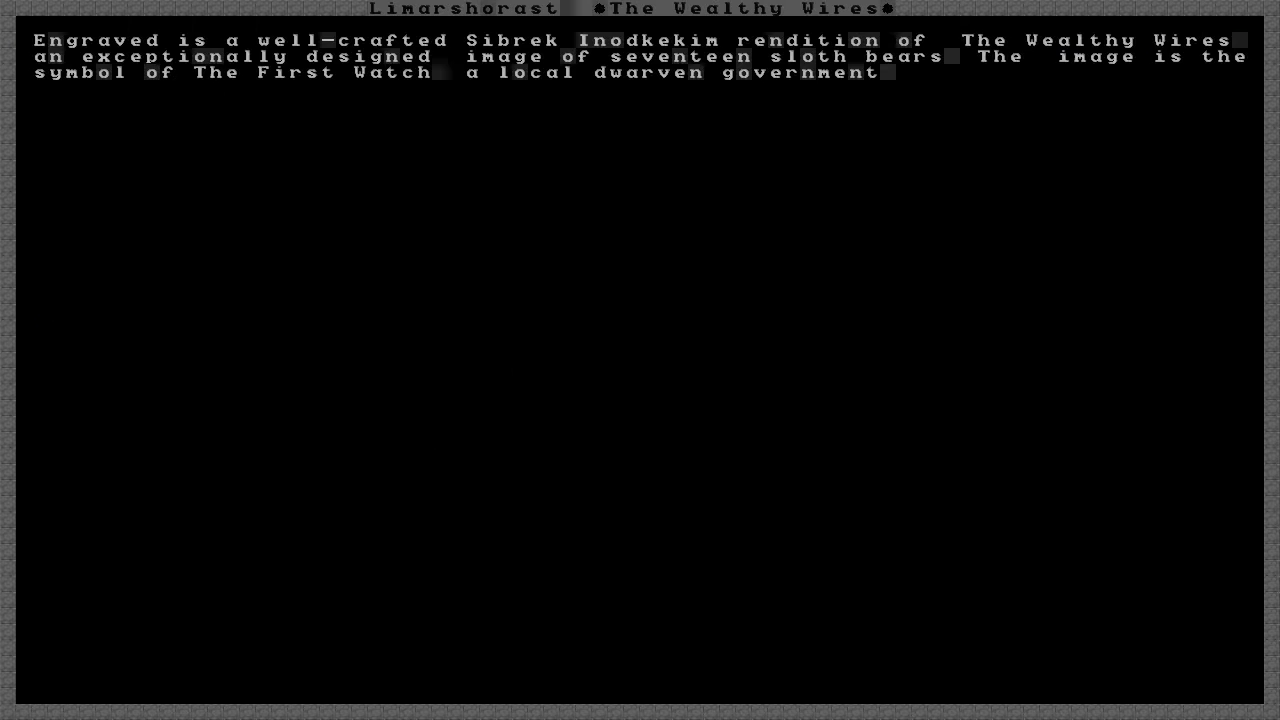 Limarshorast ✹The Wealthy Wires✹
Engraved is a well-crafted Sibrek Inodkekim rendition of The Wealthy Wires
an exceptionally designed image of seventeen sloth bears The image is the
symbol of The First Watch a local dwarven government